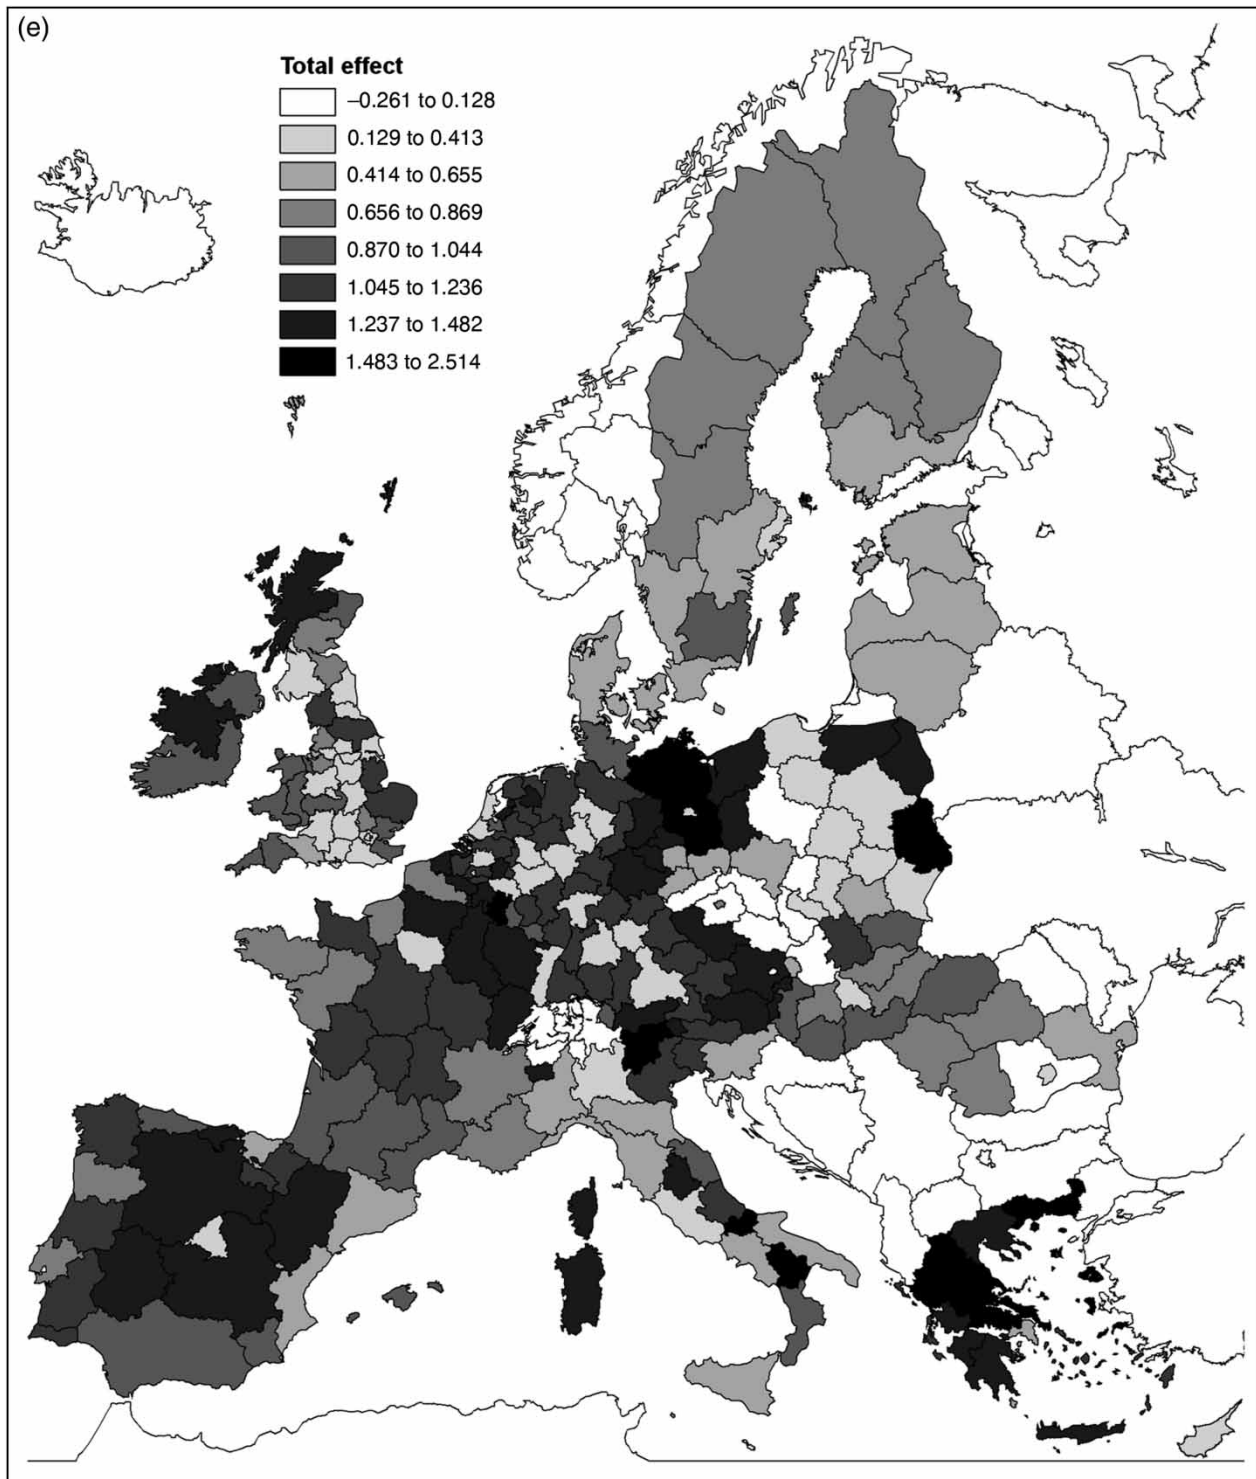 (e)
Total effect
–0.261 to 0.128
0.129 to 0.413
0.414 to 0.655
0.656 to 0.869
0.870 to 1.044
1.045 to 1.236
1.237 to 1.482
1.483 to 2.514